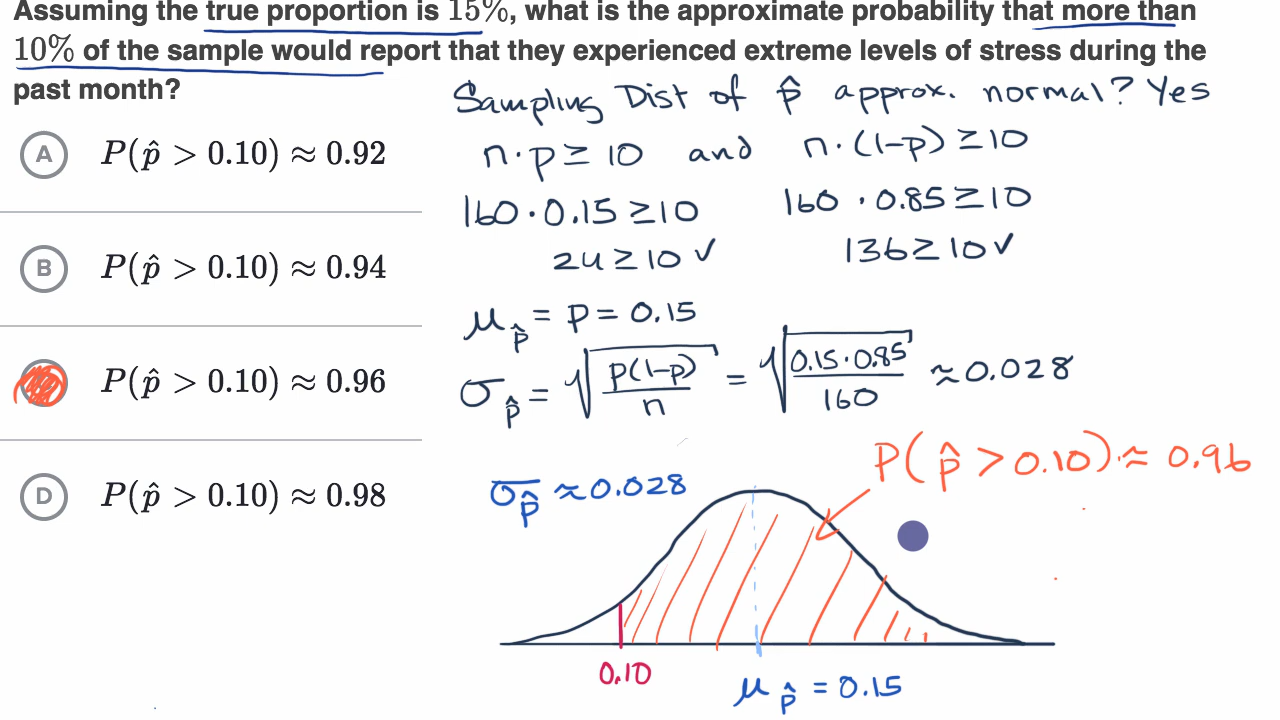 Assuming the true proportion is 15%, what is the approximate probability that more than
10% of the sample would report that they experienced extreme levels of stress during the
past month?
Sampling Dist of p̂ approx. normal? Yes
A P(p̂ > 0.10) ≈ 0.92
n·p ≥ 10 and n·(1-p) ≥ 10
160·0.15 ≥ 10 160·0.85 ≥ 10
24 ≥ 10 ✓ 136 ≥ 10 ✓
B P(p̂ > 0.10) ≈ 0.94
μp̂ = p = 0.15
P(p̂ > 0.10) ≈ 0.96
σp̂ = √(p(1-p)/n) = √(0.15·0.85/160) ≈ 0.028
D P(p̂ > 0.10) ≈ 0.98
P(p̂ > 0.10) ≈ 0.96
σp̂ ≈ 0.028
0.10
μp̂ = 0.15